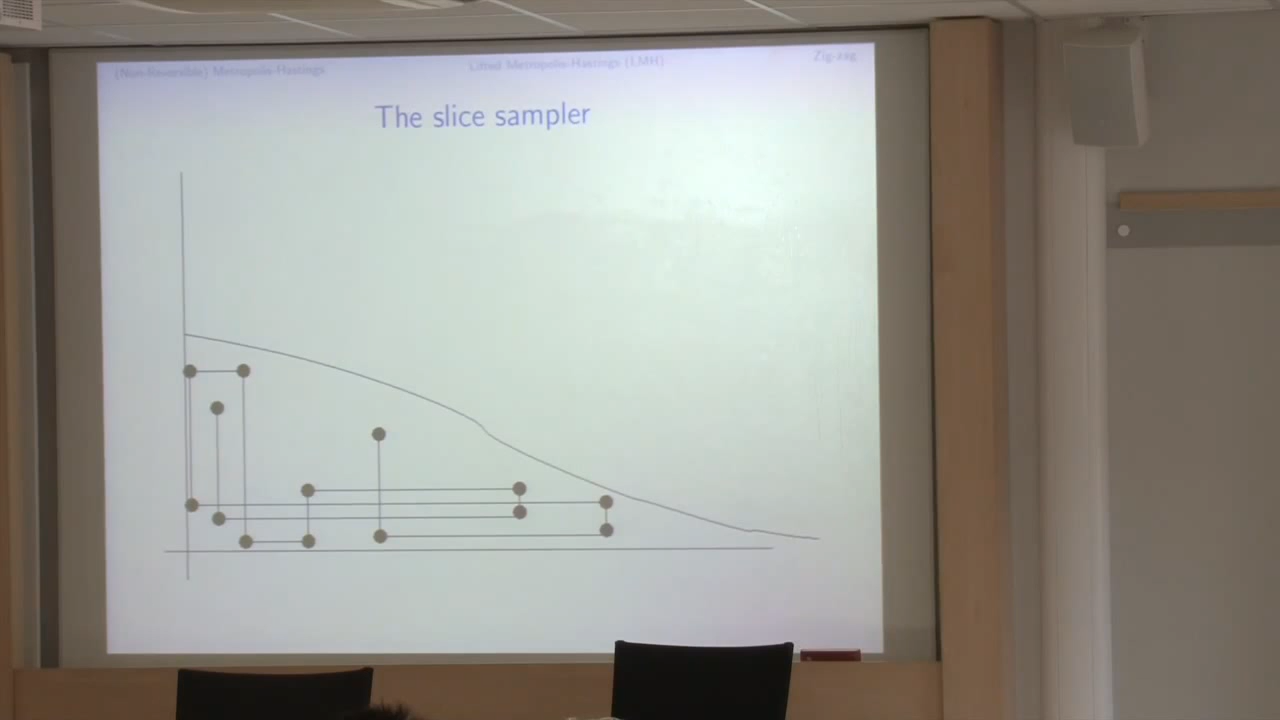 (Non-Reversible) Metropolis-Hastings
Lifted Metropolis-Hastings (LMH)
Zig-zag
The slice sampler